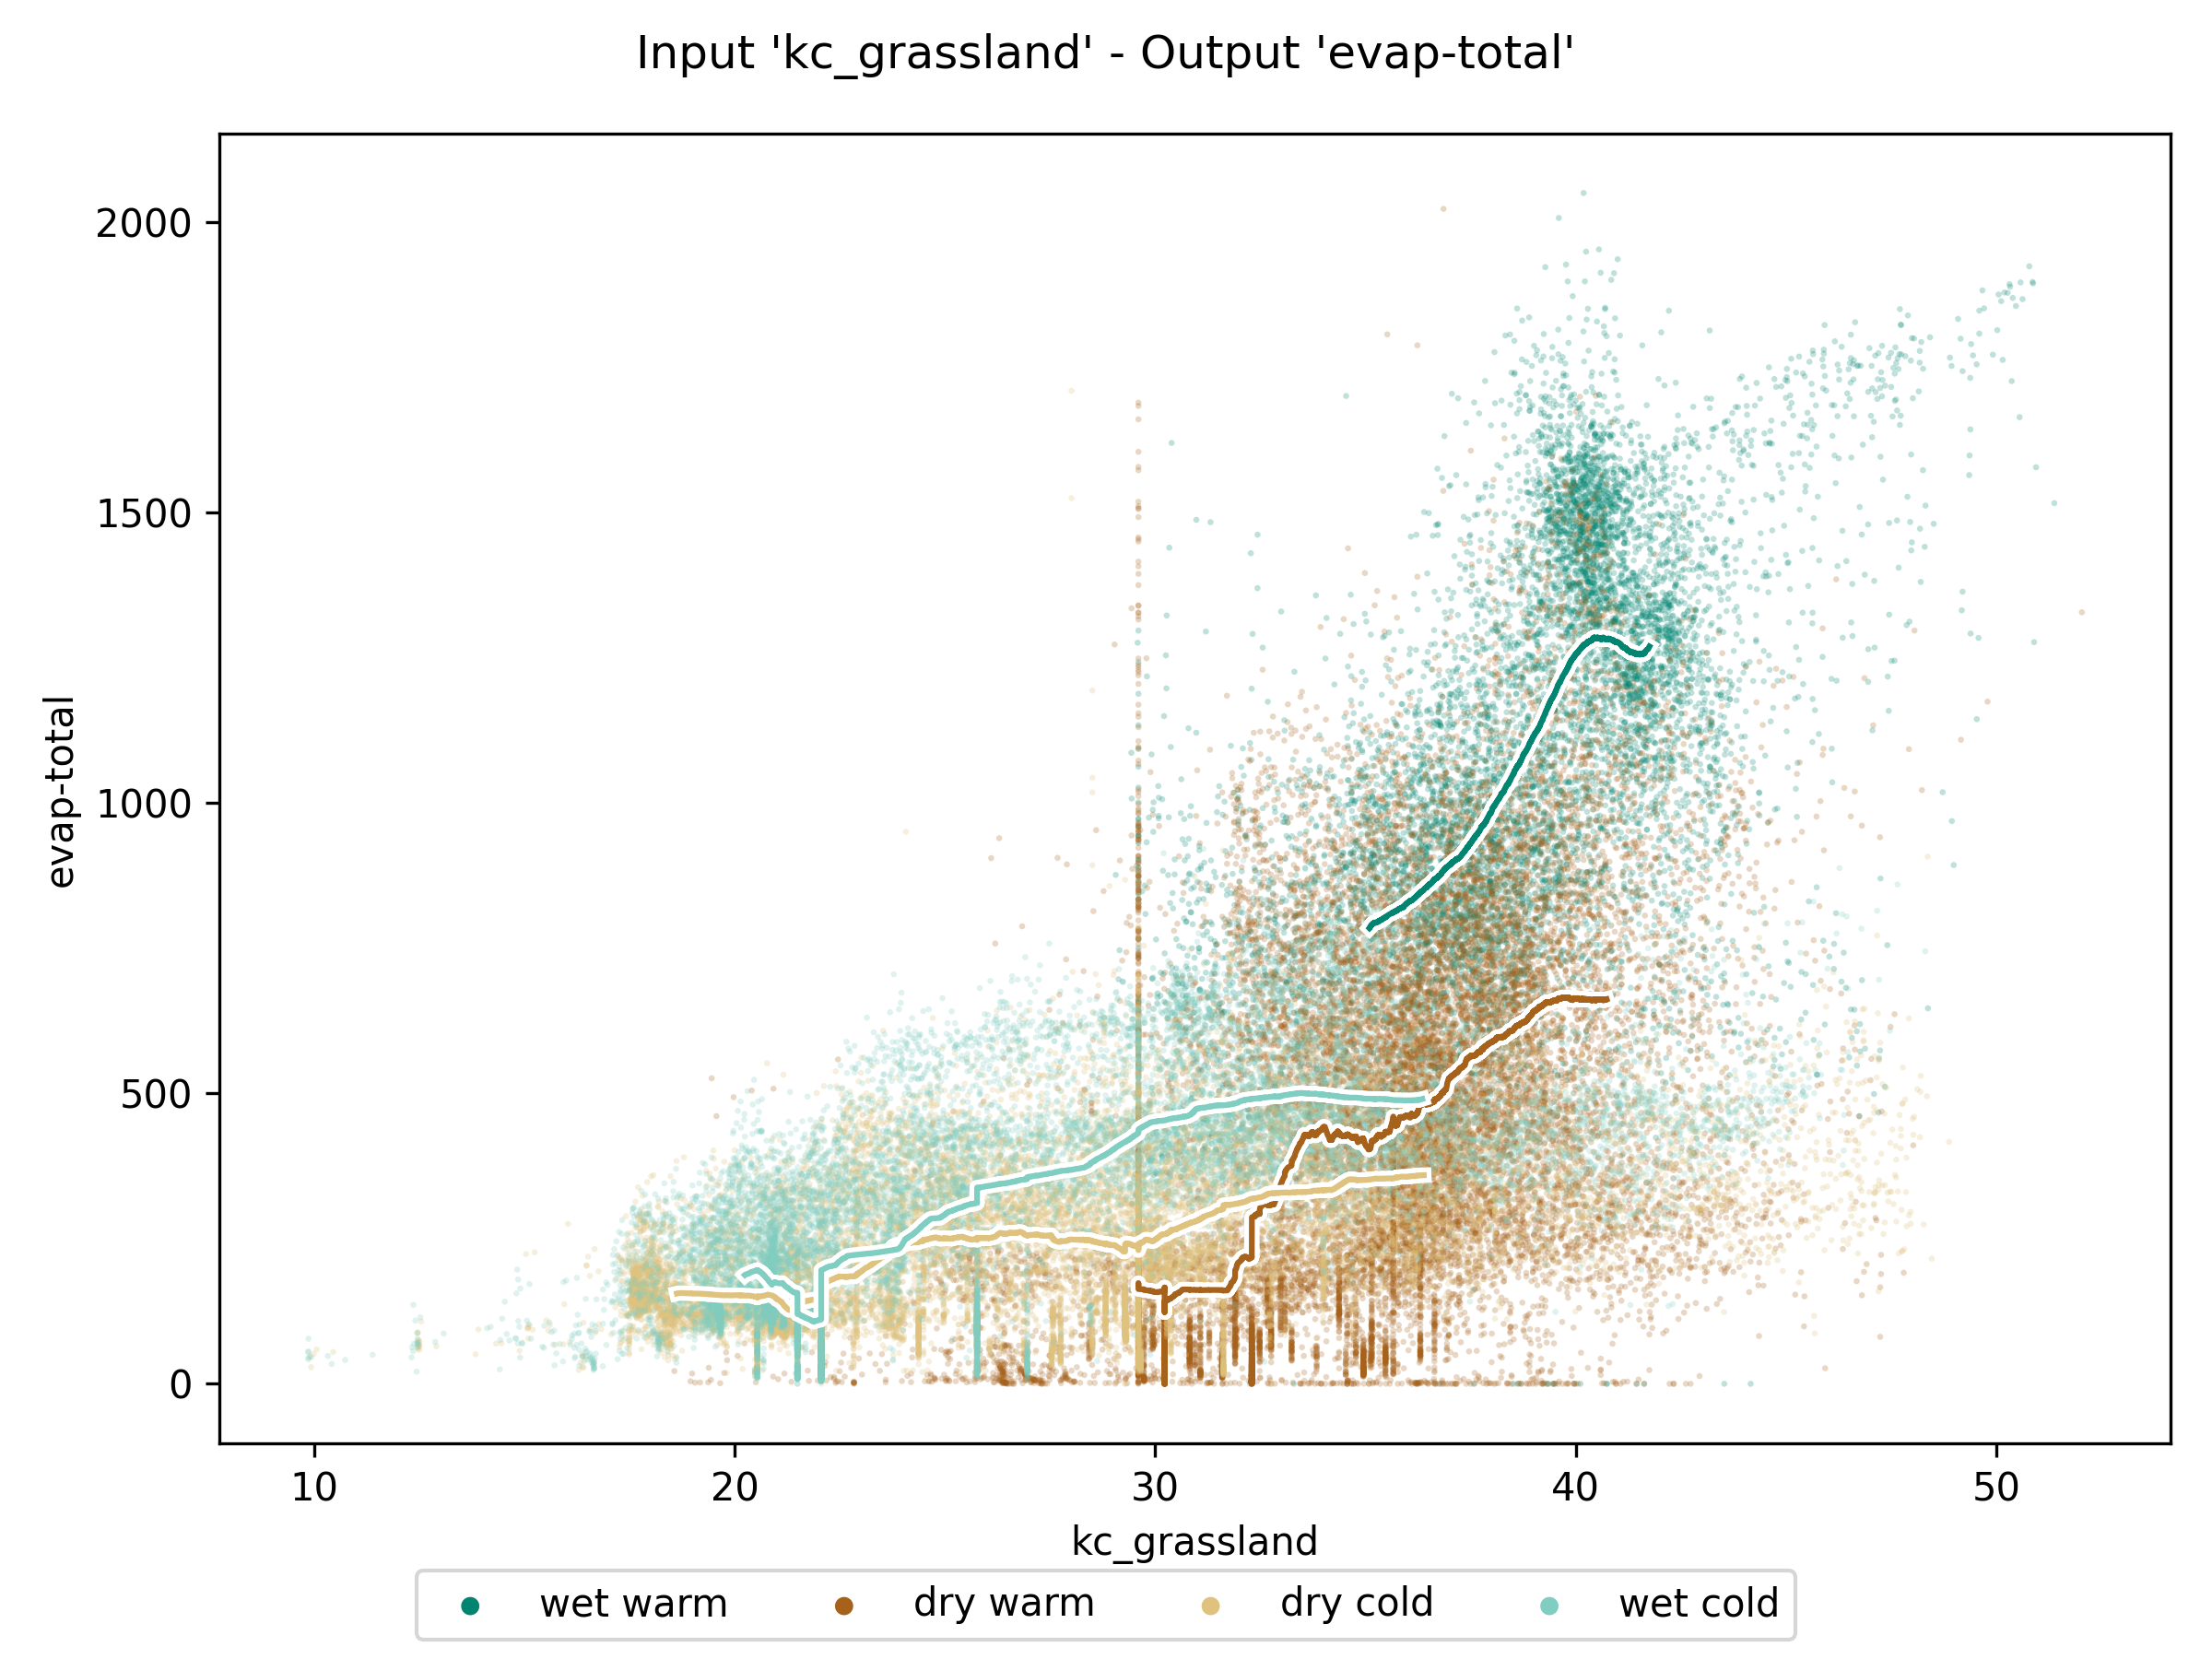 Input 'kc_grassland' - Output 'evap-total'
2000
1500
1000
500
0
evap-total
10 20 30 40 50
kc_grassland
wet warm dry warm dry cold wet cold